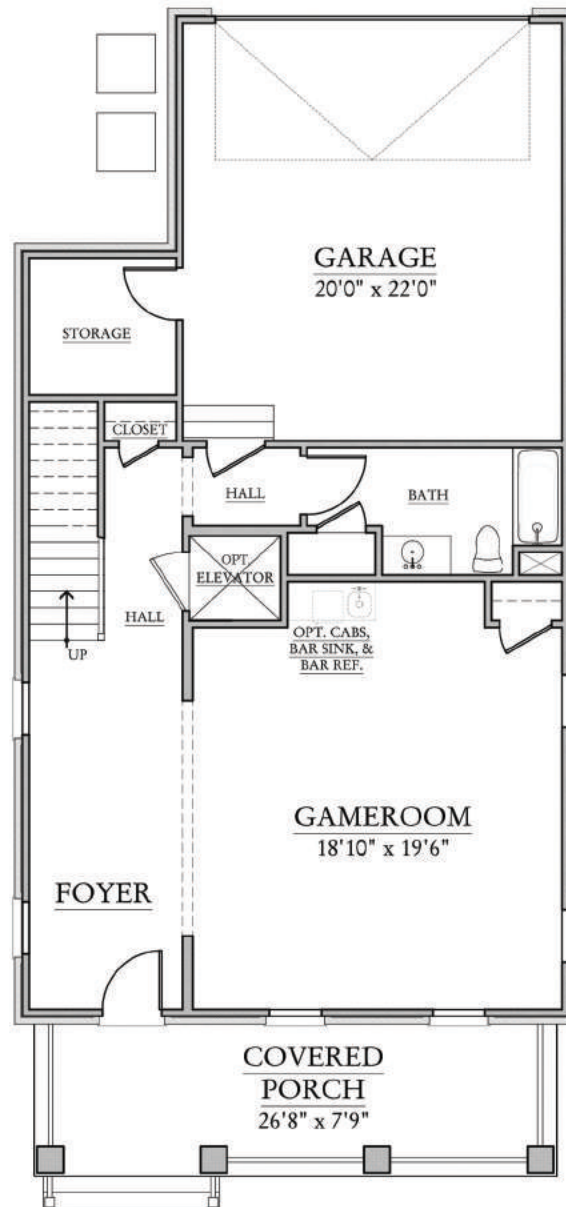 GARAGE
20'0" x 22'0"
STORAGE
CLOSET
HALL
BATH
OPT.
ELEVATOR
HALL
UP
OPT. CABS,
BAR SINK, &
BAR REF.
GAMEROOM
18'10" x 19'6"
FOYER
COVERED
PORCH
26'8" x 7'9"